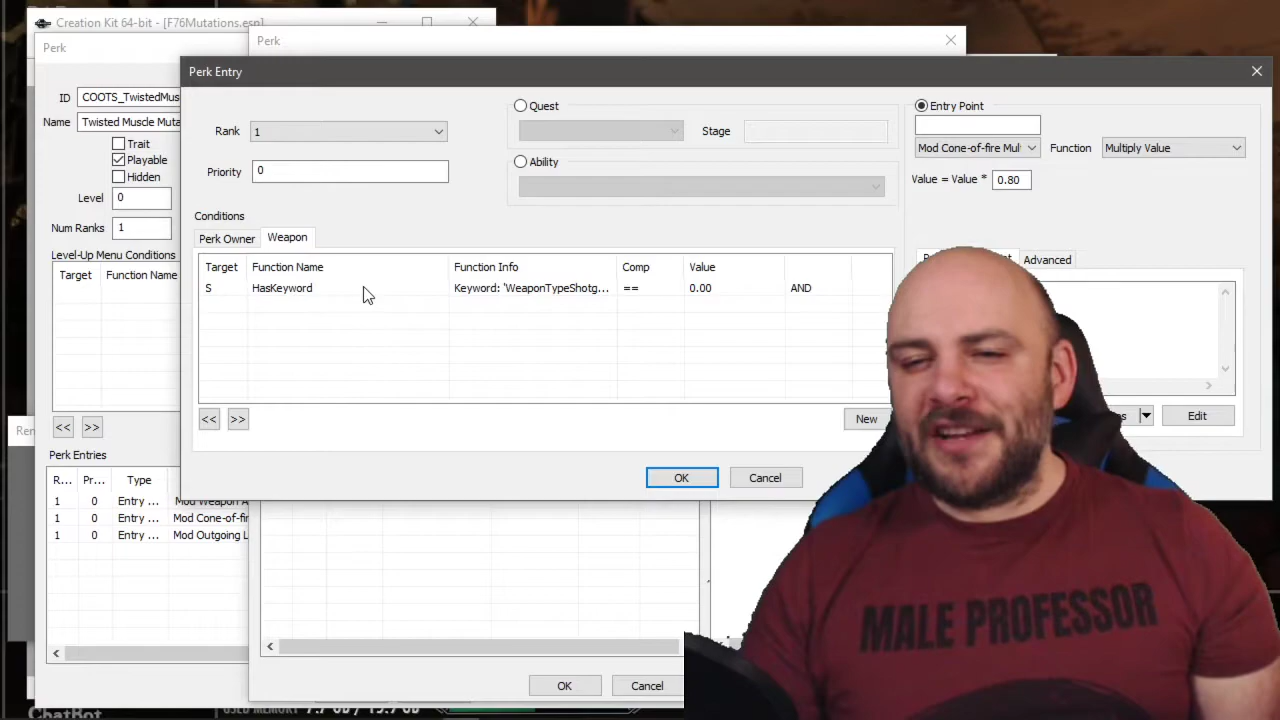 Creation Kit 64-bit - [F76Mutations.esp]
Perk
Perk
Perk Entry
ID
COOTS_TwistedMus
Name
Twisted Muscle Muta
Trait
Playable
Hidden
Level
0
Num Ranks
1
Level-Up Menu Conditions
Target
Function Name
<<
>>
Perk Entries
R...
Pr...
Type
1
0
Entry ...
Mod Weapon A
1
0
Entry ...
Mod Cone-of-fir
1
0
Entry ...
Mod Outgoing L
Rank
1
Priority
0
Quest
Stage
Ability
Entry Point
Mod Cone-of-fire Mul
Function
Multiply Value
Value = Value *
0.80
Conditions
Perk Owner
Weapon
Target
Function Name
Function Info
Comp
Value
S
HasKeyword
Keyword: 'WeaponTypeShotg...
==
0.00
AND
<<
>>
New
Advanced
Edit
OK
Cancel
OK
Cancel
ChatBot
USED MEMORY
MALE PROFESSOR